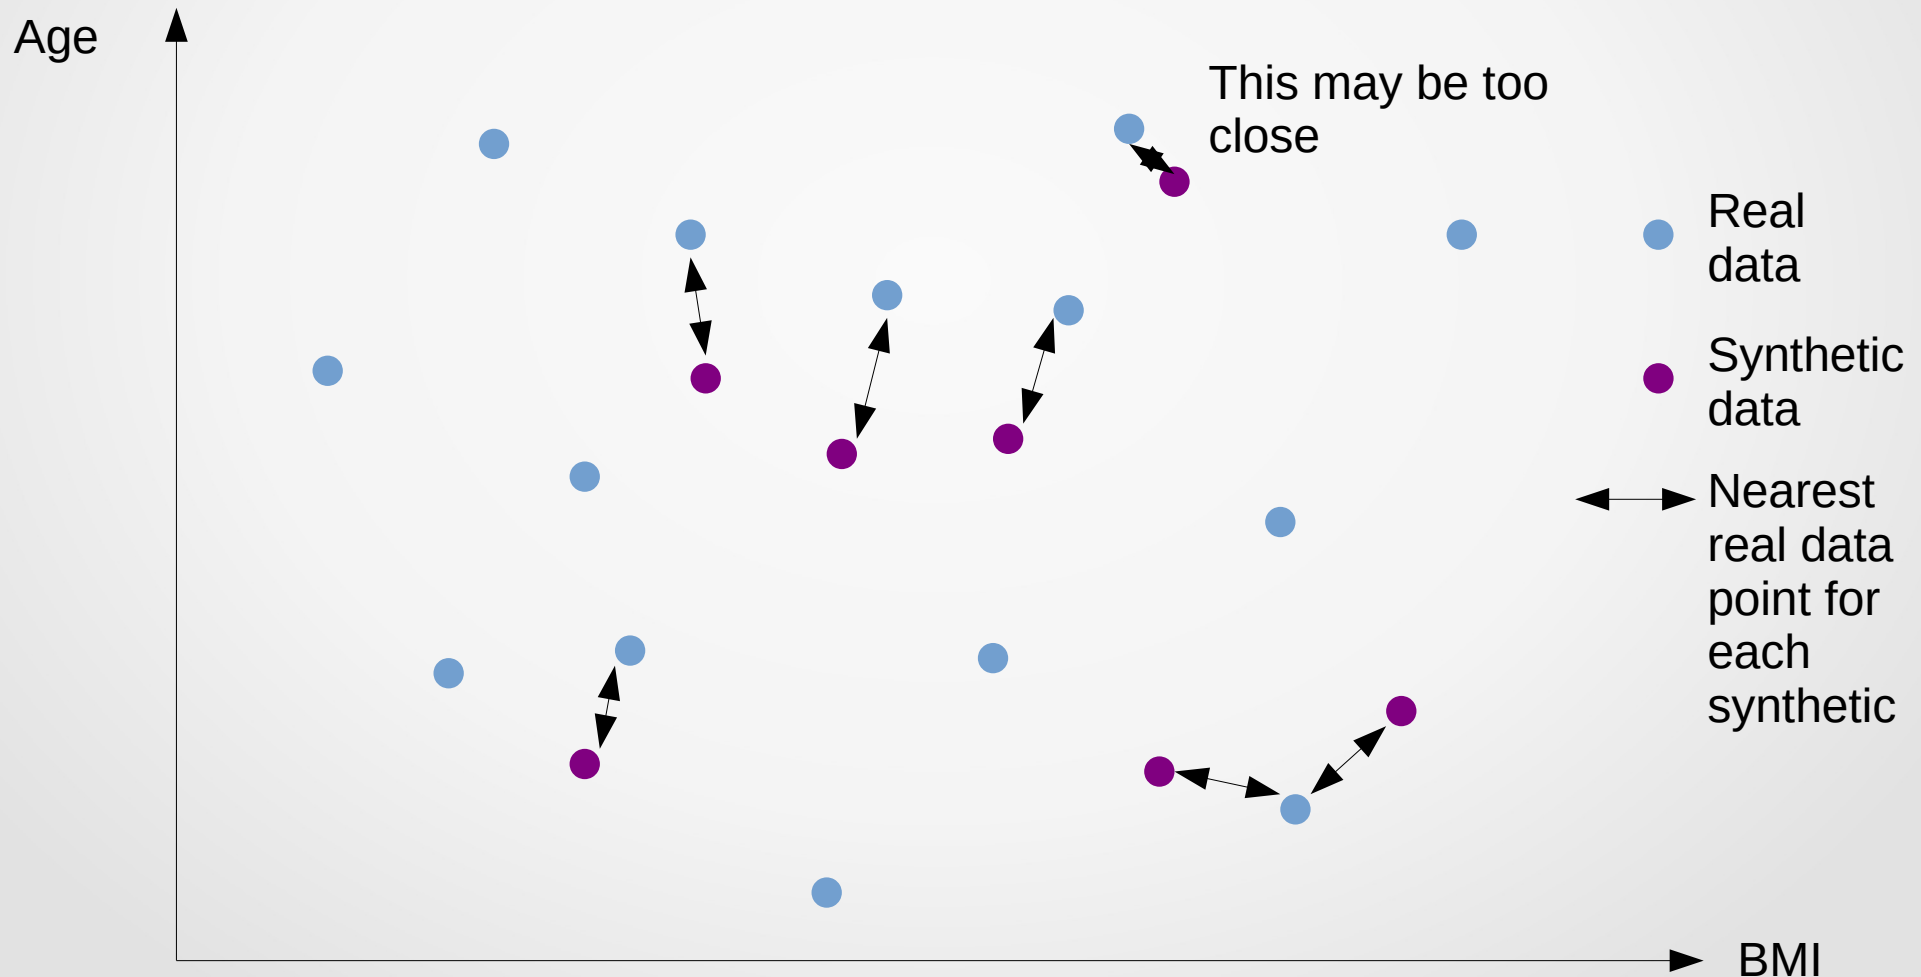 Age
This may be too
close
Real
data
Synthetic
data
Nearest
real data
point for
each
synthetic
BMI